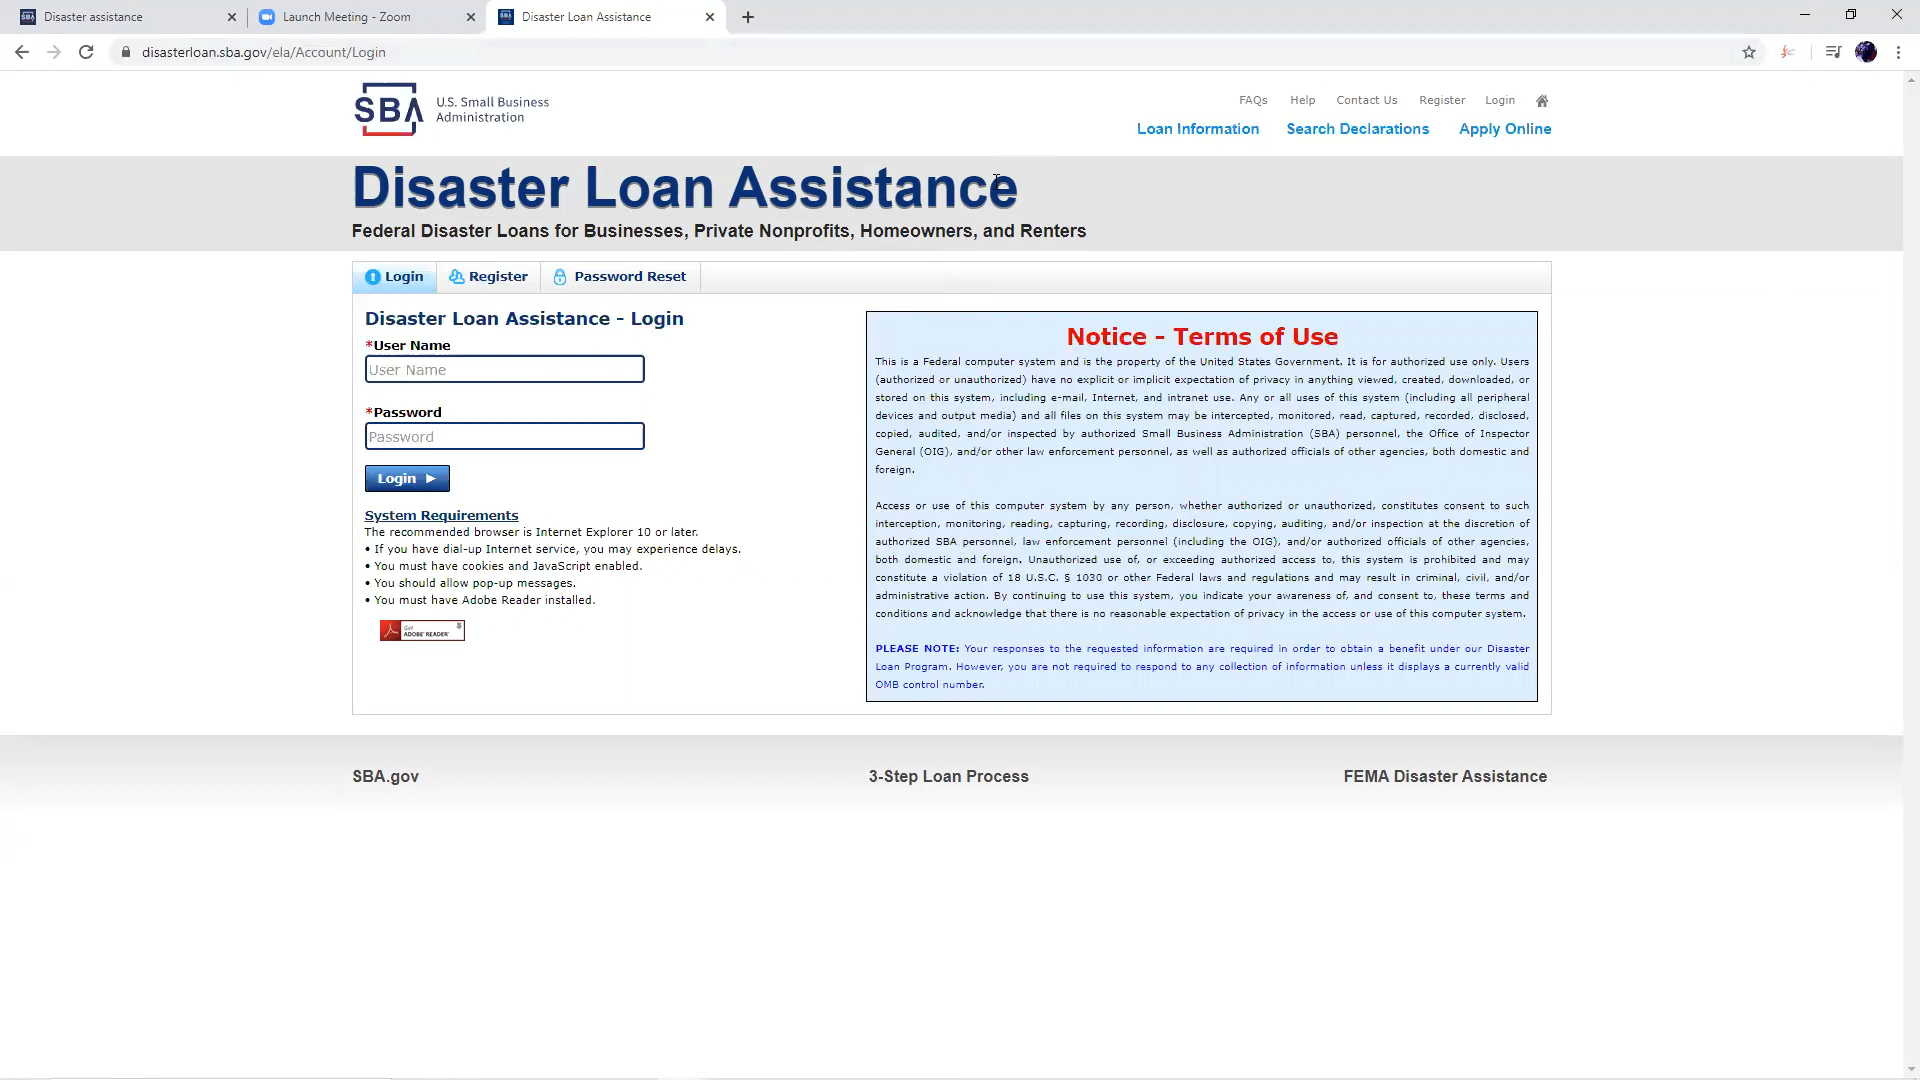 Disaster assistance
Launch Meeting - Zoom
Disaster Loan Assistance
disasterloan.sba.gov/ela/Account/Login
SBA U.S. Small Business
Administration
FAQs Help Contact Us Register Login
Loan Information Search Declarations Apply Online
Disaster Loan Assistance
Federal Disaster Loans for Businesses, Private Nonprofits, Homeowners, and Renters
Login Register Password Reset
Disaster Loan Assistance - Login
*User Name
User Name
*Password
Password
Login
System Requirements
The recommended browser is Internet Explorer 10 or later.
• If you have dial-up Internet service, you may experience delays.
• You must have cookies and JavaScript enabled.
• You should allow pop-up messages.
• You must have Adobe Reader installed.
Get
ADOBE® READER®
Notice - Terms of Use
This is a Federal computer system and is the property of the United States Government. It is for authorized use only. Users
(authorized or unauthorized) have no explicit or implicit expectation of privacy in anything viewed, created, downloaded, or
stored on this system, including e-mail, Internet, and intranet use. Any or all uses of this system (including all peripheral
devices and output media) and all files on this system may be intercepted, monitored, read, captured, recorded, disclosed,
copied, audited, and/or inspected by authorized Small Business Administration (SBA) personnel, the Office of Inspector
General (OIG), and/or other law enforcement personnel, as well as authorized officials of other agencies, both domestic and
foreign.
Access or use of this computer system by any person, whether authorized or unauthorized, constitutes consent to such
interception, monitoring, reading, capturing, recording, disclosure, copying, auditing, and/or inspection at the discretion of
authorized SBA personnel, law enforcement personnel (including the OIG), and/or authorized officials of other agencies,
both domestic and foreign. Unauthorized use of, or exceeding authorized access to, this system is prohibited and may
constitute a violation of 18 U.S.C. § 1030 or other Federal laws and regulations and may result in criminal, civil, and/or
administrative action. By continuing to use this system, you indicate your awareness of, and consent to, these terms and
conditions and acknowledge that there is no reasonable expectation of privacy in the access or use of this computer system.
PLEASE NOTE: Your responses to the requested information are required in order to obtain a benefit under our Disaster
Loan Program. However, you are not required to respond to any collection of information unless it displays a currently valid
OMB control number.
SBA.gov 3-Step Loan Process FEMA Disaster Assistance